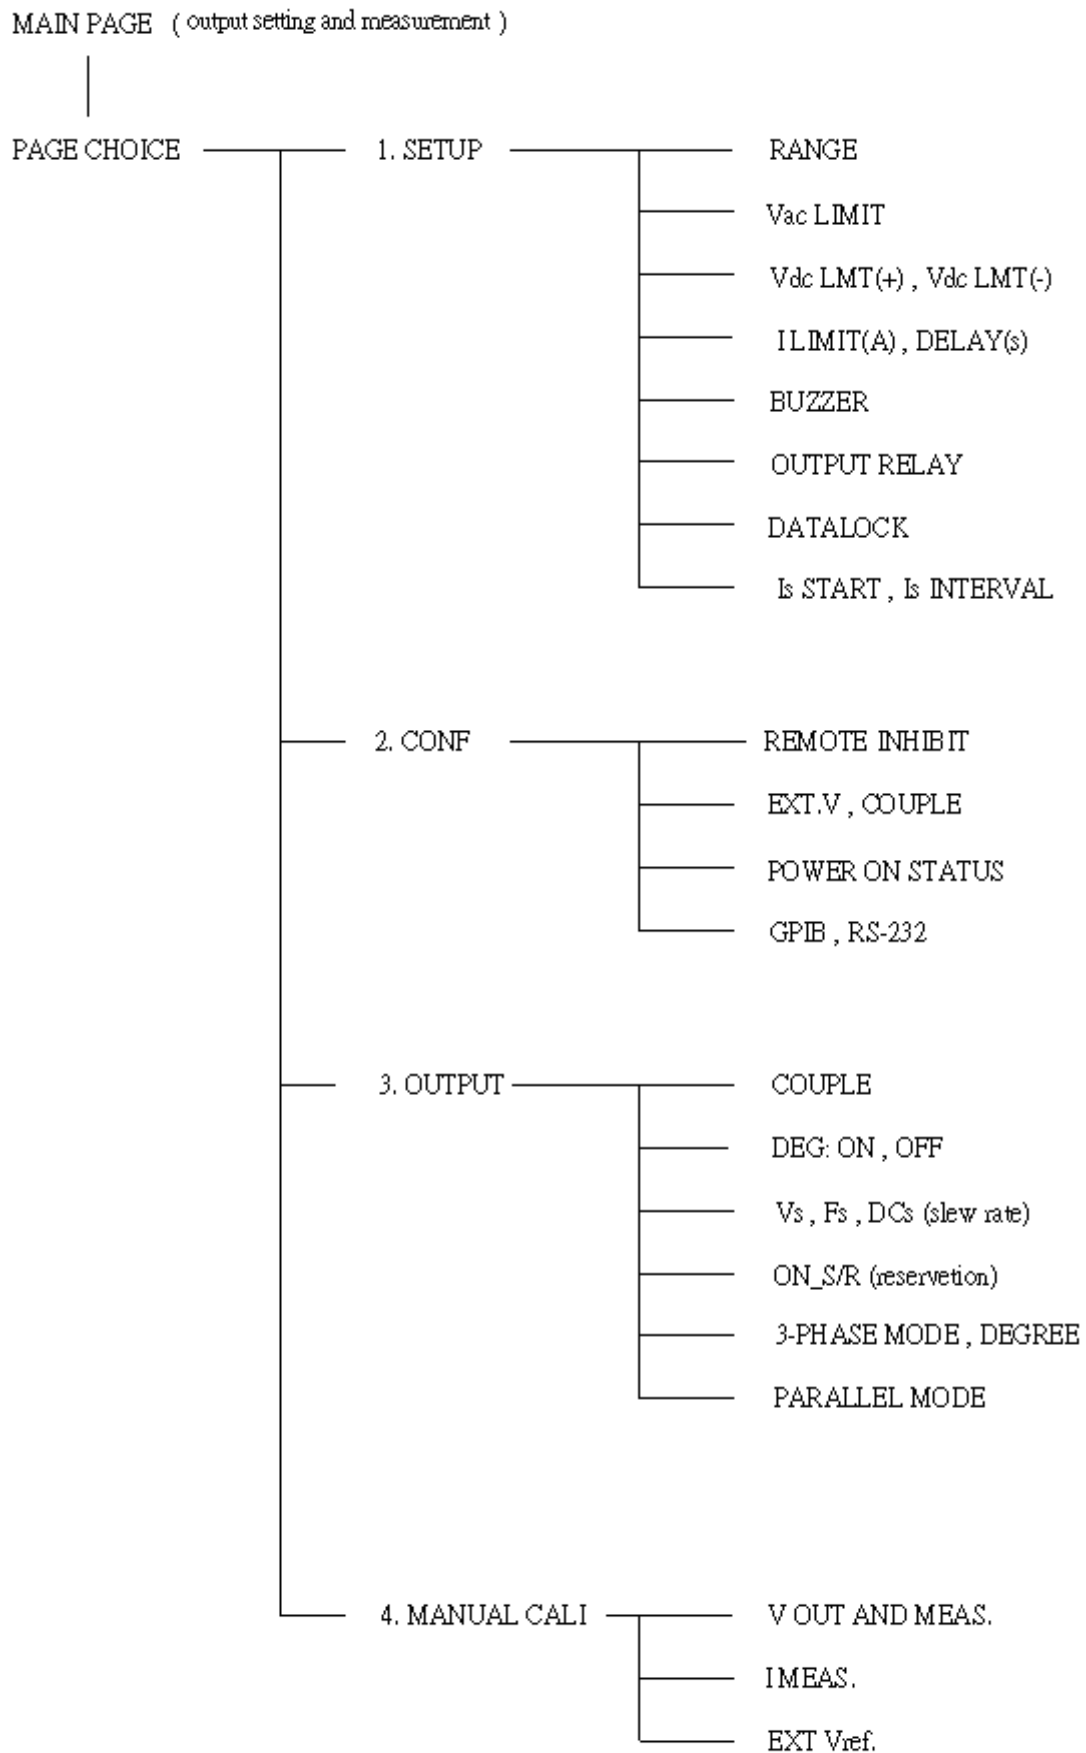 MAIN PAGE ( output setting and measurement )
PAGE CHOICE
1. SETUP
RANGE
Vac LIMIT
Vdc LMT(+) , Vdc LMT(-)
I LIMIT(A) , DELAY(s)
BUZZER
OUTPUT RELAY
DATALOCK
Is START , Is INTERVAL
2. CONF
REMOTE INHIBIT
EXT.V , COUPLE
POWER ON STATUS
GPIB , RS-232
3. OUTPUT
COUPLE
DEG: ON , OFF
Vs , Fs , DCs (slew rate)
ON_S/R (reservetion)
3-PHASE MODE , DEGREE
PARALLEL MODE
4. MANUAL CALI
V OUT AND MEAS.
I MEAS.
EXT Vref.